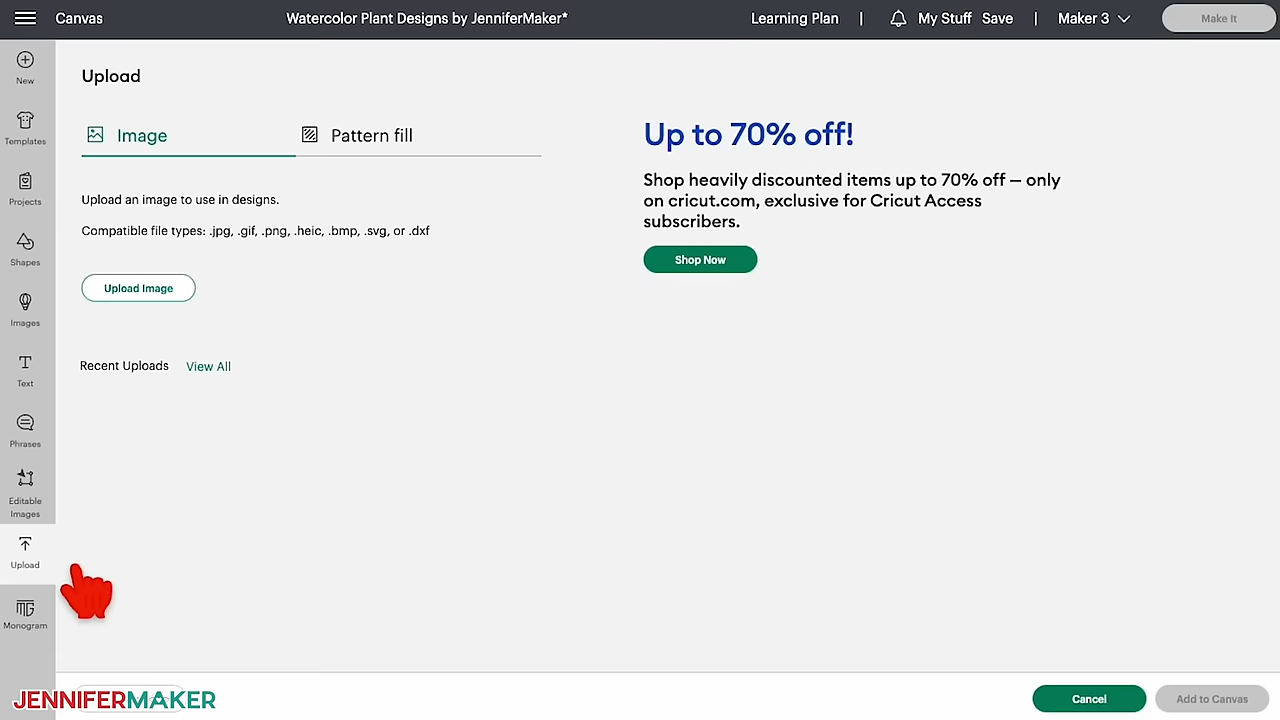 Canvas
Watercolor Plant Designs by JenniferMaker*
Learning Plan | My Stuff Save | Maker 3
Make It
New
Templates
Projects
Shapes
Images
Text
Phrases
Editable
Images
Upload
Monogram
Upload
Image
Pattern fill
Upload an image to use in designs.
Compatible file types: .jpg, .gif, .png, .heic, .bmp, .svg, or .dxf
Upload Image
Recent Uploads View All
Up to 70% off!
Shop heavily discounted items up to 70% off — only
on cricut.com, exclusive for Cricut Access
subscribers.
Shop Now
JENNIFERMAKER
Cancel
Add to Canvas